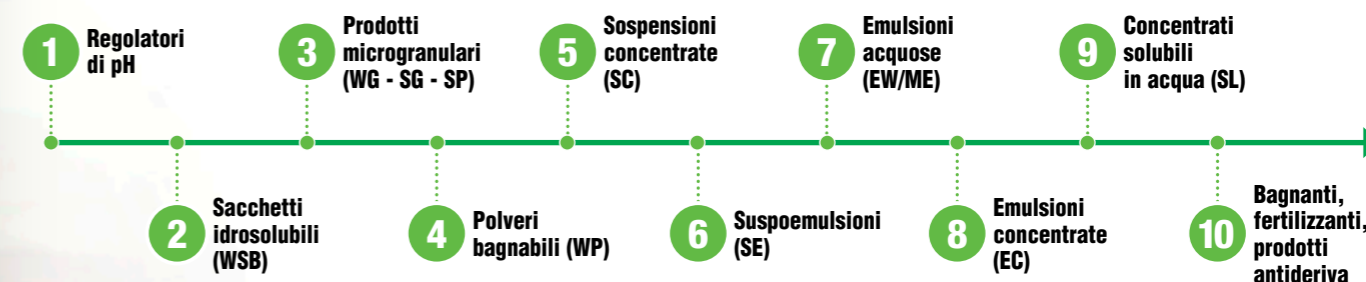 1
Regolatori
di pH
2
Sacchetti
idrosolubili
(WSB)
3
Prodotti
microgranulari
(WG - SG - SP)
4
Polveri
bagnabili (WP)
5
Sospensioni
concentrate
(SC)
6
Suspoemulsioni
(SE)
7
Emulsioni
acquose
(EW/ME)
8
Emulsioni
concentrate
(EC)
9
Concentrati
solubili
in acqua (SL)
10
Bagnanti,
fertilizzanti,
prodotti
antideriva